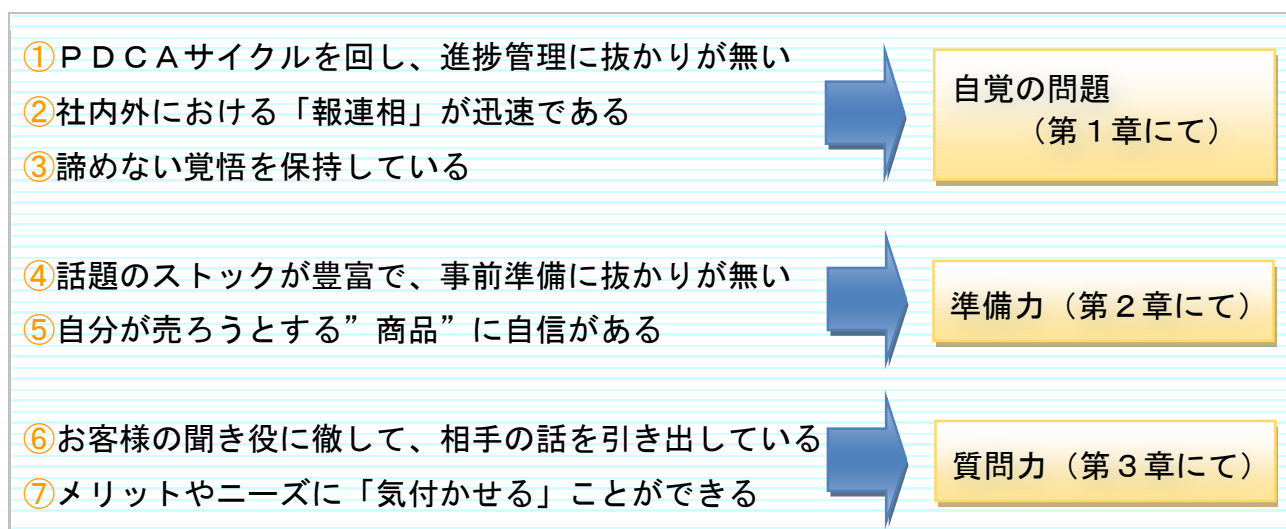 ①ＰＤＣＡサイクルを回し、進捗管理に抜かりが無い
②社内外における「報連相」が迅速である
③諦めない覚悟を保持している
自覚の問題
（第１章にて）
④話題のストックが豊富で、事前準備に抜かりが無い
⑤自分が売ろうとする”商品”に自信がある
準備力（第２章にて）
⑥お客様の聞き役に徹して、相手の話を引き出している
⑦メリットやニーズに「気付かせる」ことができる
質問力（第３章にて）